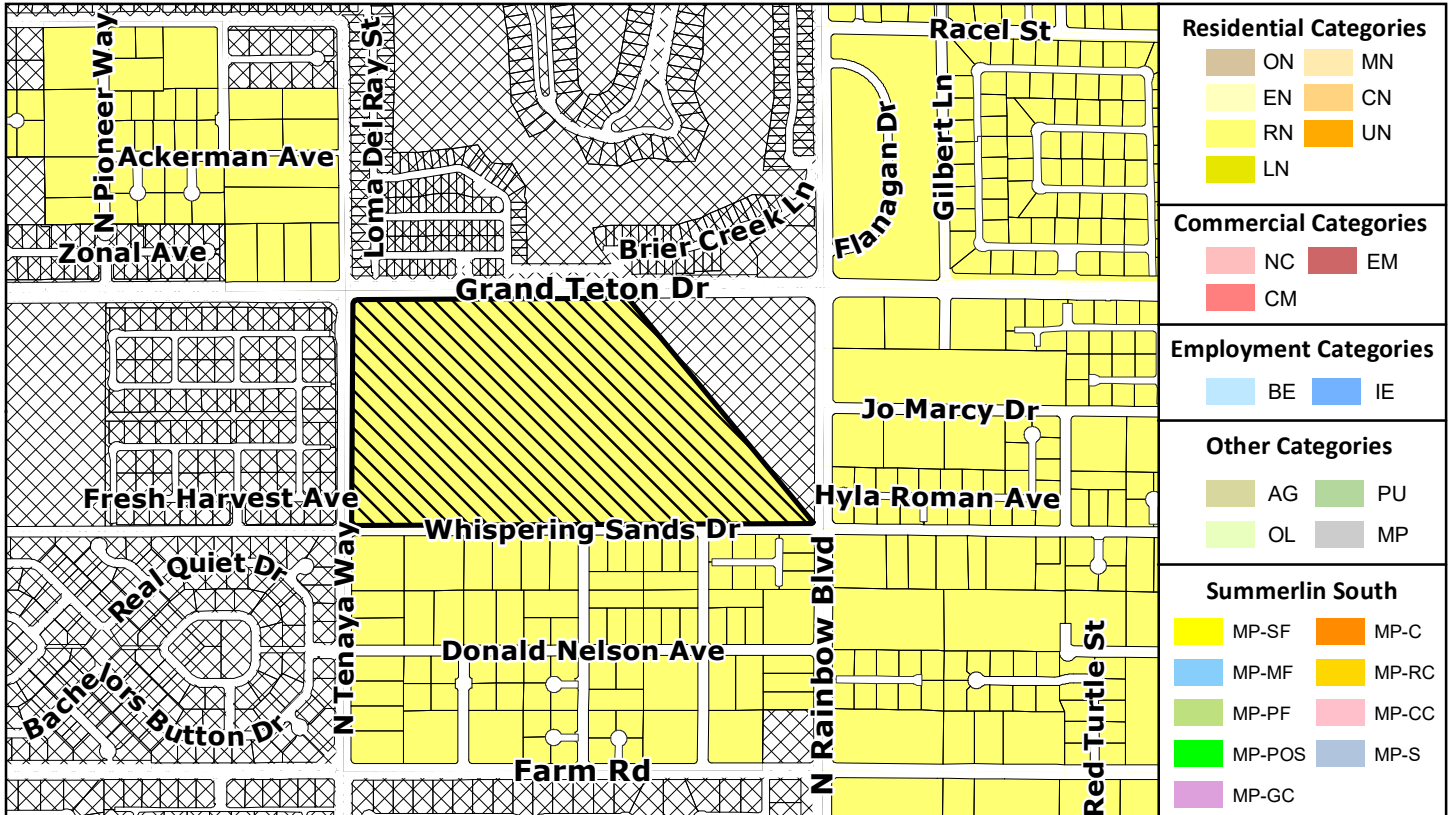 N Pioneer Way
Loma Del Ray St
Racel St
Ackerman Ave
Flanagan Dr
Gilbert Ln
Zonal Ave
Brier Creek Ln
Grand Teton Dr
Jo Marcy Dr
Fresh Harvest Ave
Hyla Roman Ave
Whispering Sands Dr
Real Quiet Dr
N Tenaya Way
N Rainbow Blvd
Donald Nelson Ave
Bachelors Button Dr
Red Turtle St
Farm Rd
Residential Categories
ON MN
EN CN
RN UN
LN
Commercial Categories
NC EM
CM
Employment Categories
BE IE
Other Categories
AG PU
OL MP
Summerlin South
MP-SF MP-C
MP-MF MP-RC
MP-PF MP-CC
MP-POS MP-S
MP-GC